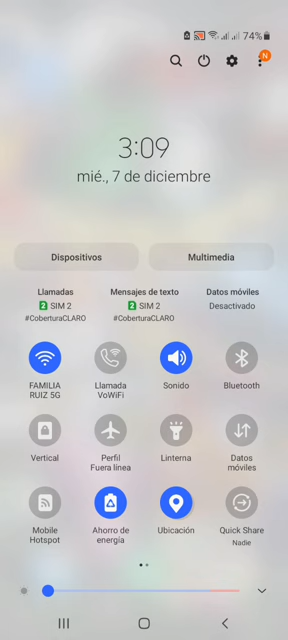 74%
N
3:09
mié., 7 de diciembre
Dispositivos
Multimedia
Llamadas
2 SIM 2
#CoberturaCLARO
Mensajes de texto
2 SIM 2
#CoberturaCLARO
Datos móviles
Desactivado
FAMILIA
RUIZ 5G
Llamada
VoWiFi
Sonido
Bluetooth
Vertical
Perfil
Fuera línea
Linterna
Datos
móviles
Mobile
Hotspot
Ahorro de
energía
Ubicación
Quick Share
Nadie